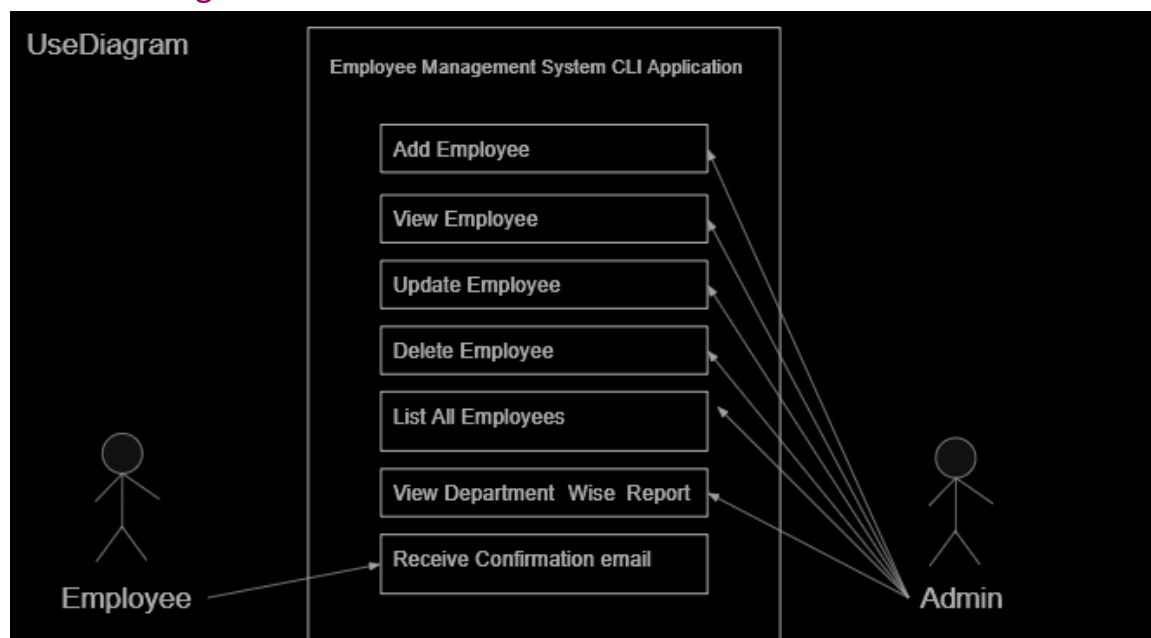 UseDiagram
Employee Management System CLI Application
Add Employee
View Employee
Update Employee
Delete Employee
List All Employees
View Department Wise Report
Receive Confirmation email
Employee
Admin